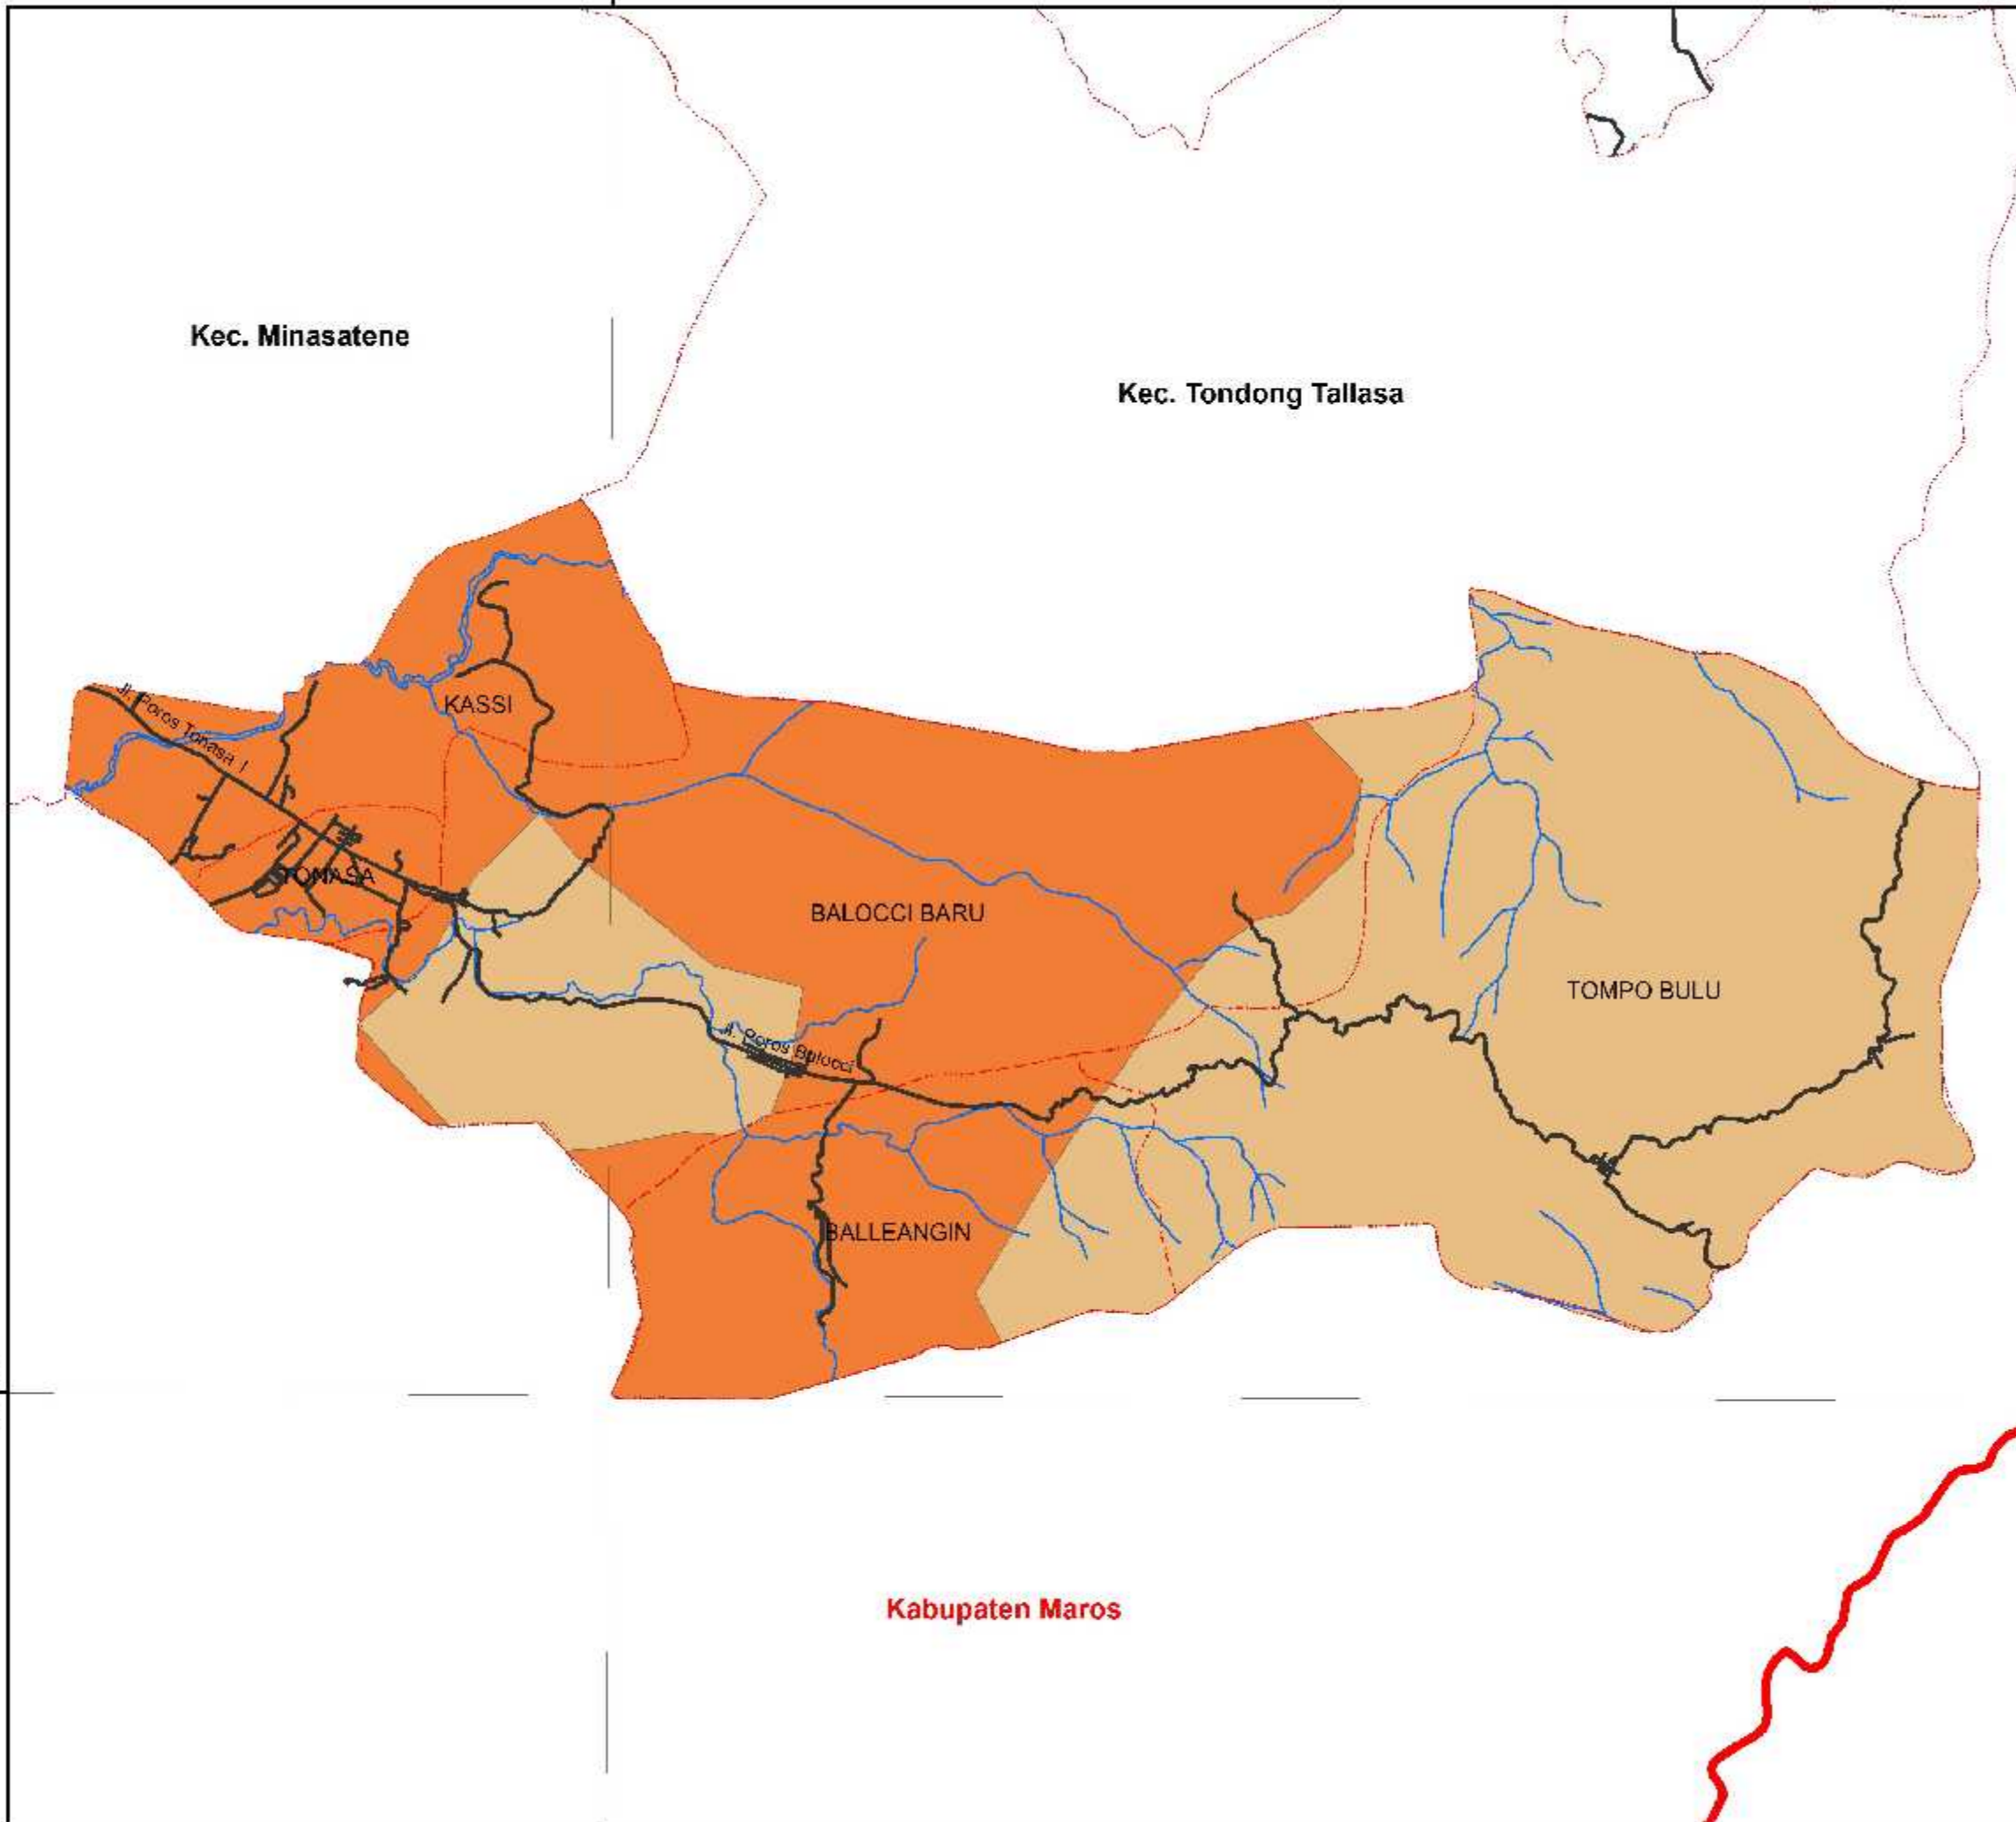 Kec. Minasatene
Kec. Tondong Tallasa
Jl. Poros Tonasa I
KASSI
TONASA
BALOCCI BARU
TOMPO BULU
Jl. Poros Balocci
BALLEANGIN
Kabupaten Maros